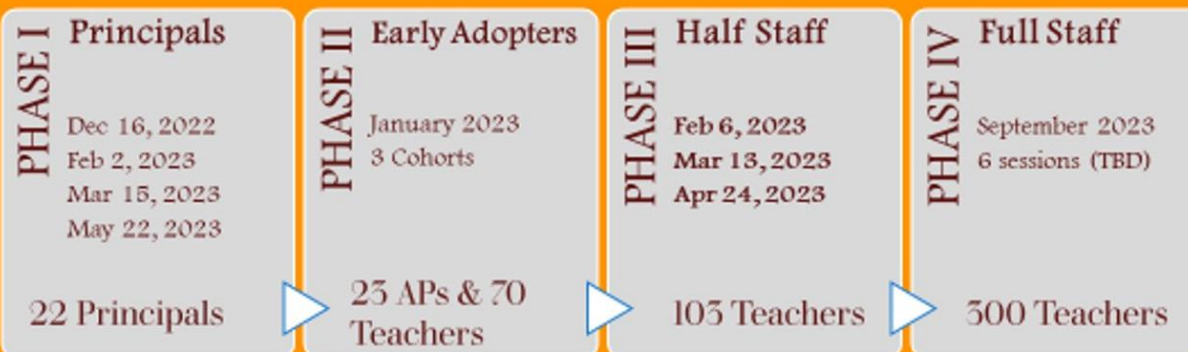 PHASE I
Principals
Dec 16, 2022
Feb 2, 2023
Mar 15, 2023
May 22, 2023
22 Principals
PHASE II
Early Adopters
January 2023
3 Cohorts
23 APs & 70
Teachers
PHASE III
Half Staff
Feb 6, 2023
Mar 13, 2023
Apr 24, 2023
103 Teachers
PHASE IV
Full Staff
September 2023
6 sessions (TBD)
300 Teachers